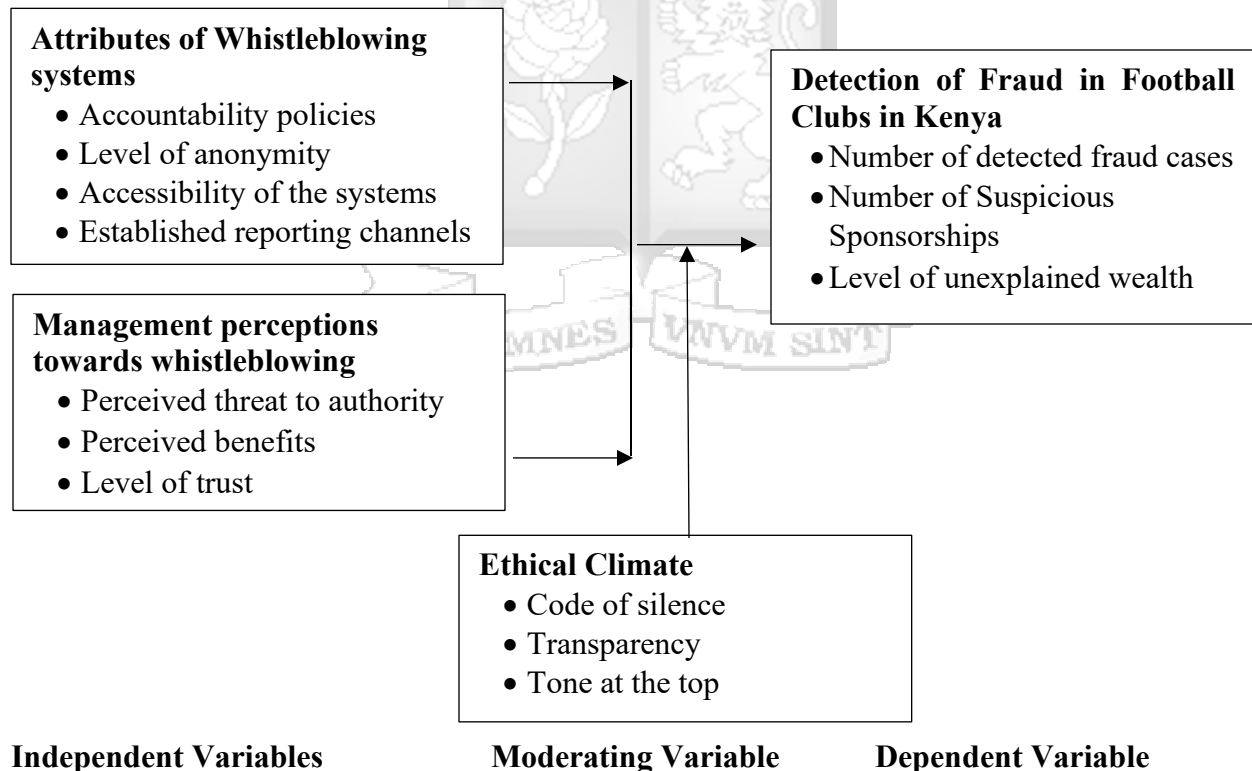 Attributes of Whistleblowing
systems
• Accountability policies
• Level of anonymity
• Accessibility of the systems
• Established reporting channels
Detection of Fraud in Football
Clubs in Kenya
• Number of detected fraud cases
• Number of Suspicious
Sponsorships
• Level of unexplained wealth
Management perceptions
towards whistleblowing
• Perceived threat to authority
• Perceived benefits
• Level of trust
MNES VNVM SINT
Ethical Climate
• Code of silence
• Transparency
• Tone at the top
Independent Variables Moderating Variable Dependent Variable